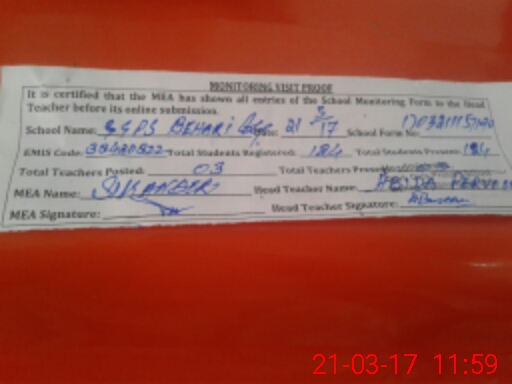 MONITORING VISIT PROOF
It is certified that the MEA has shown all entries of the School Monitoring Form to the Head
Teacher before its online submission.
School Name: GGPS BEHARI Date: 21 3/17 School Form No:
EMIS Code: Total Students Registered: 184 Total Students Present: 184
Total Teachers Posted: 03 Total Teachers Present:
MEA Name: SIKANDER Head Teacher Name: ABIDA PERVEEN
MEA Signature: Head Teacher Signature:
21-03-17 11:59